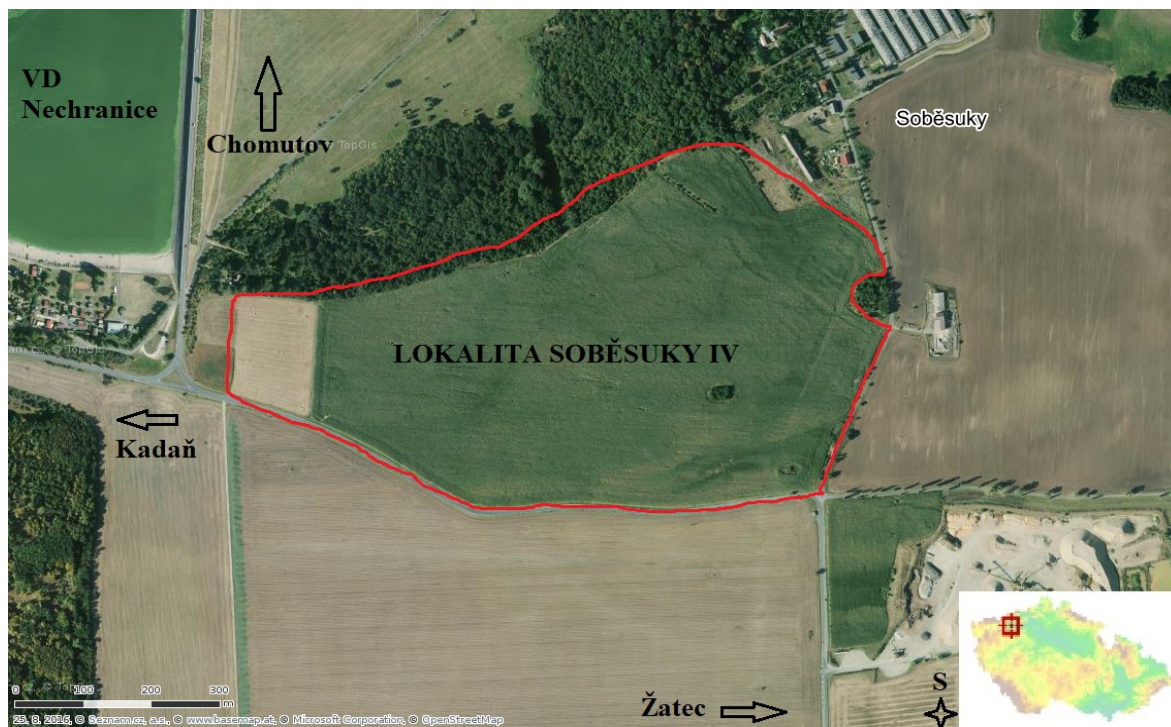 VD
Nechranice
Chomutov
TopGis
Soběsuky
LOKALITA SOBĚSUKY IV
Kadaň
0 100 200 300
m
25. 8. 2016, © Seznam.cz, a.s., © www.basemap.at, © Microsoft Corporation, © OpenStreetMap
Žatec
S